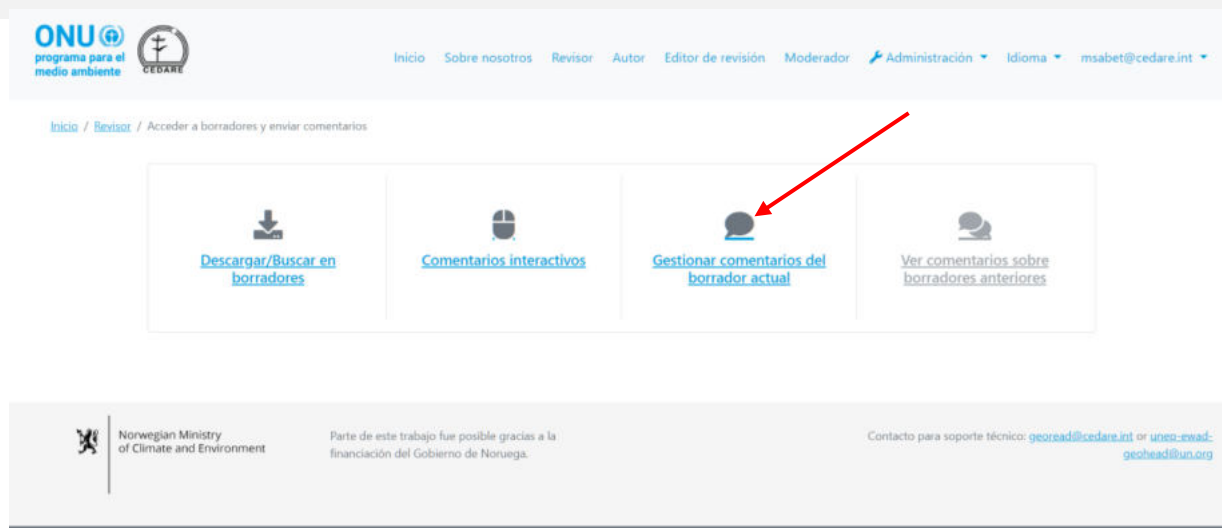 ONU
programa para el
medio ambiente
CEDARE
Inicio Sobre nosotros Revisor Autor Editor de revisión Moderador Administración Idioma msabet@cedare.int
Inicio / Revisor / Acceder a borradores y enviar comentarios
Descargar/Buscar en
borradores
Comentarios interactivos
Gestionar comentarios del
borrador actual
Ver comentarios sobre
borradores anteriores
Norwegian Ministry
of Climate and Environment
Parte de este trabajo fue posible gracias a la
financiación del Gobierno de Noruega.
Contacto para soporte técnico: georead@cedare.int or unep-ewad-
geohead@un.org